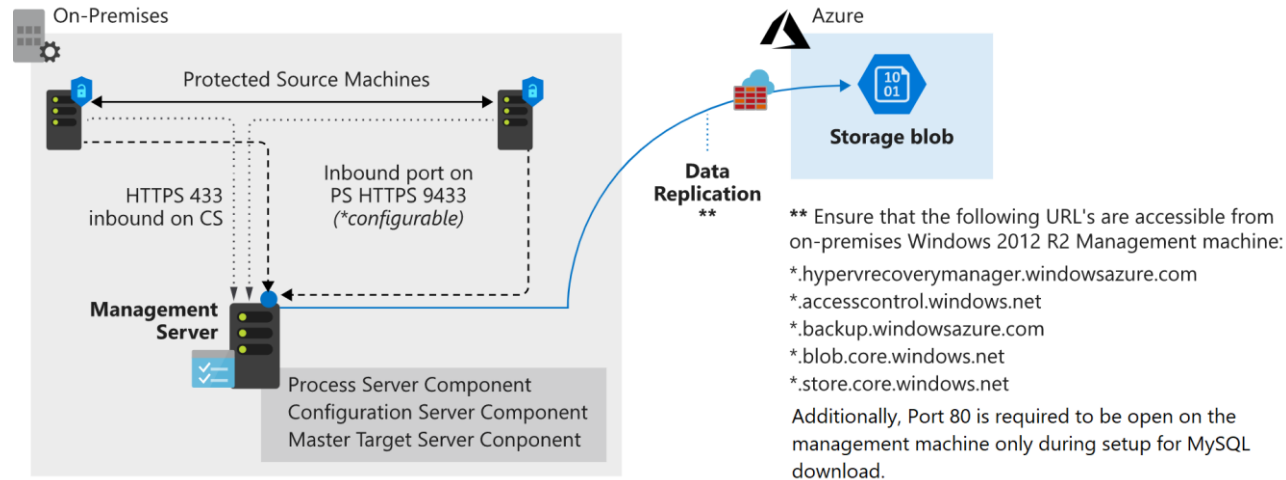 On-Premises
Azure
Protected Source Machines
10
01
Storage blob
HTTPS 433
inbound on CS
Inbound port on
PS HTTPS 9433
(*configurable)
Data
Replication
**
Management
Server
Process Server Component
Configuration Server Component
Master Target Server Conponent
** Ensure that the following URL's are accessible from
on-premises Windows 2012 R2 Management machine:
*.hypervrecoverymanager.windowsazure.com
*.accesscontrol.windows.net
*.backup.windowsazure.com
*.blob.core.windows.net
*.store.core.windows.net
Additionally, Port 80 is required to be open on the
management machine only during setup for MySQL
download.